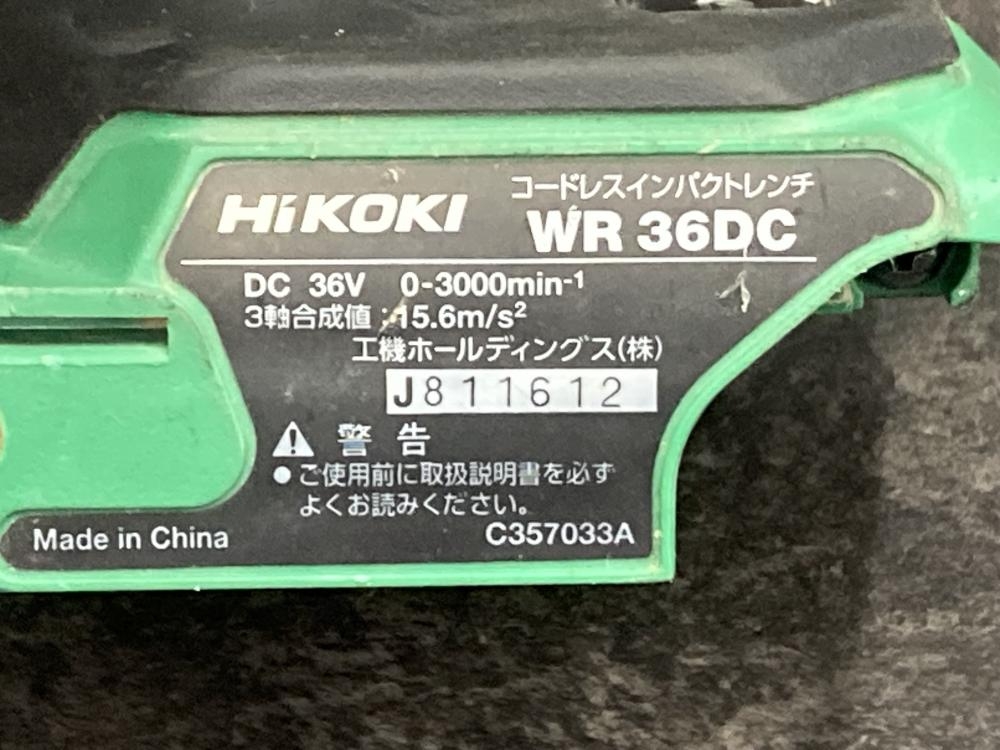 HiKOKI
コードレスインパクトレンチ
WR 36DC
DC 36V 0-3000min-1
3軸合成値:15.6m/s²
工機ホールディングス(株)
J811612
警告
●ご使用前に取扱説明書を必ず
よくお読みください。
Made in China
C357033A